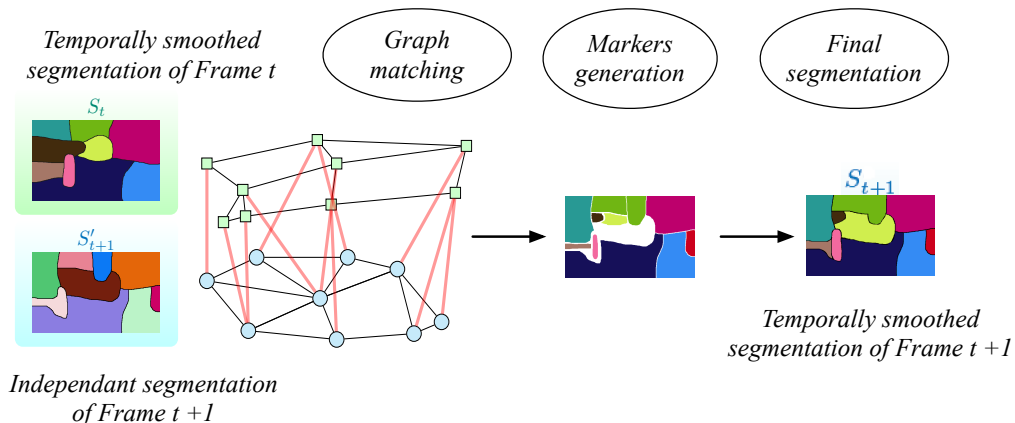 Temporally smoothed
segmentation of Frame t
Graph
matching
Markers
generation
Final
segmentation
S_t
S'_{t+1}
S_{t+1}
Independant segmentation
of Frame t +1
Temporally smoothed
segmentation of Frame t +1